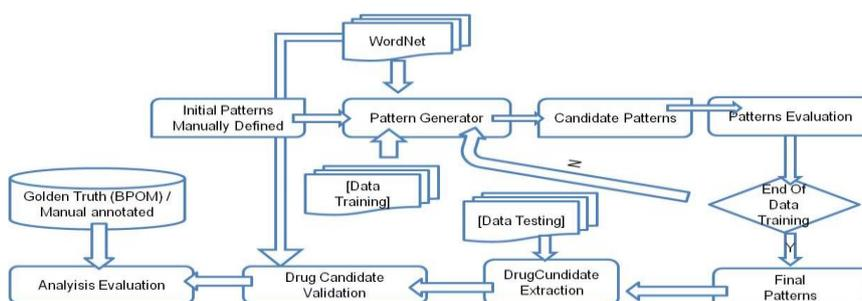 WordNet
Initial Patterns
Manually Defined
Pattern Generator
Candidate Patterns
Patterns Evaluation
[Data
Training]
N
Golden Truth (BPOM) /
Manual annotated
[Data Testing]
End Of
Data
Training
Y
Analyisis Evaluation
Drug Candidate
Validation
DrugCundidate
Extraction
Final
Patterns